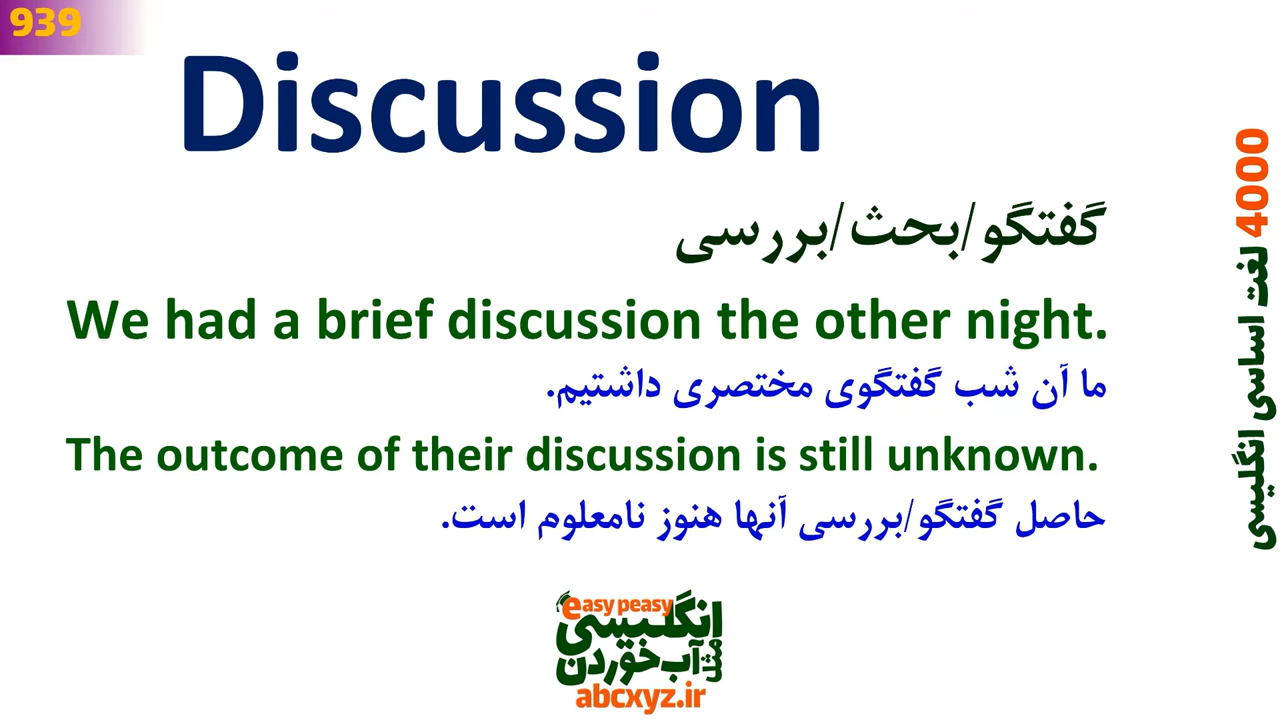 939
Discussion
گفتگو/بحث/بررسی
We had a brief discussion the other night.
ما آن شب گفتگوی مختصری داشتیم.
The outcome of their discussion is still unknown.
حاصل گفتگو/بررسی آنها هنوز نامعلوم است.
4000 لغت اساسی انگلیسی
easy peasy
انگلیسی
مثل آب خوردن
abcxyz.ir